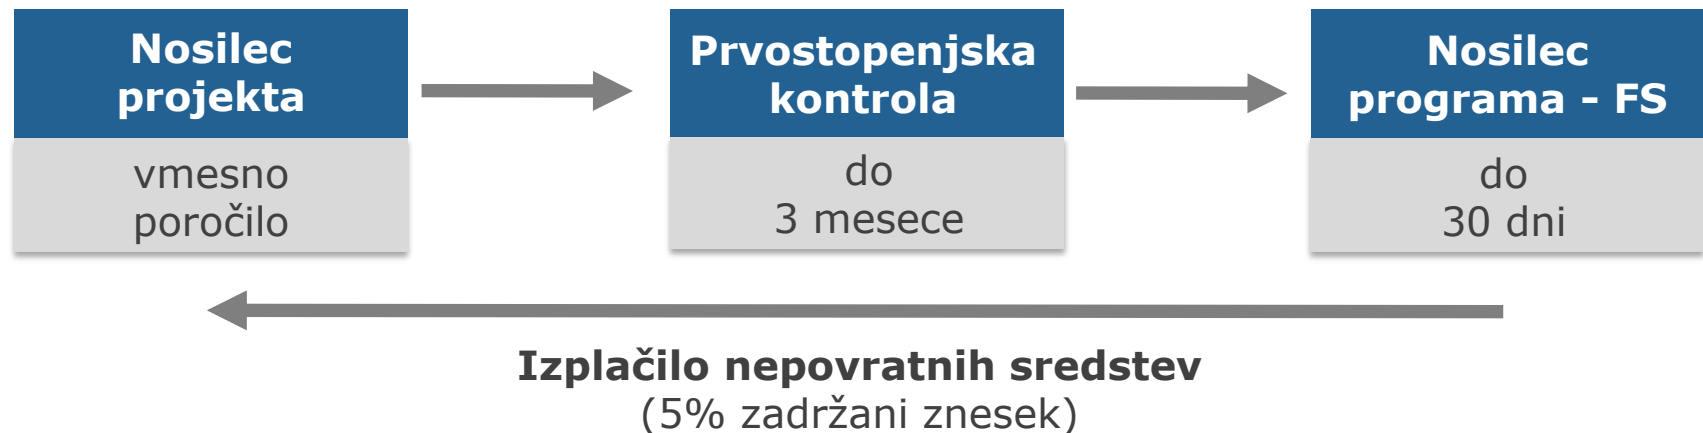 Nosilec
projekta
vmesno
poročilo
Prvostopenjska
kontrola
do
3 mesece
Nosilec
programa - FS
do
30 dni
Izplačilo nepovratnih sredstev
(5% zadržani znesek)